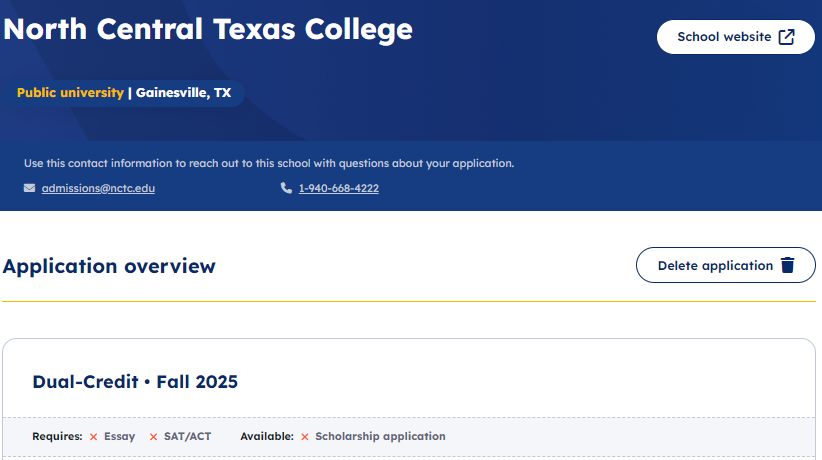 North Central Texas College
School website
Public university | Gainesville, TX
Use this contact information to reach out to this school with questions about your application.
admissions@nctc.edu 1-940-668-4222
Application overview
Delete application
Dual-Credit • Fall 2025
Requires: × Essay × SAT/ACT Available: × Scholarship application